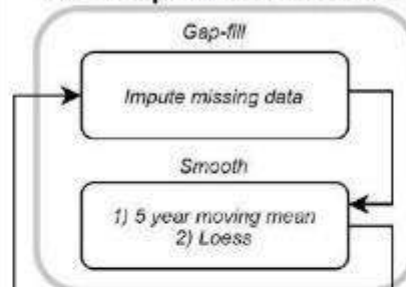 Gap-fill
Impute missing data
Smooth
1) 5 year moving mean
2) Loess